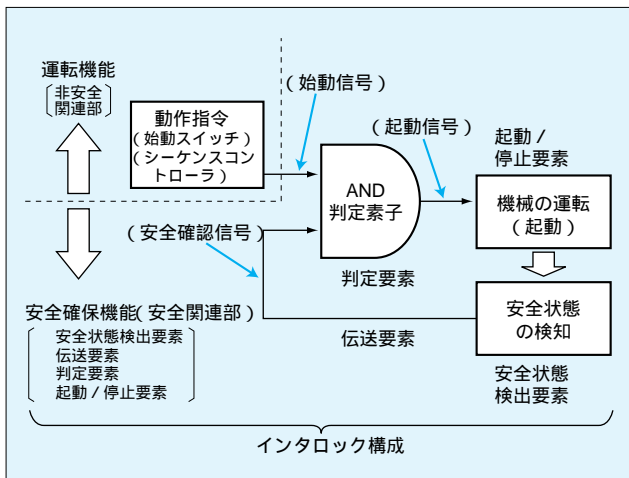 運転機能
〔非安全
関連部〕
動作指令
(始動スイッチ)
(シーケンスコン
トローラ)
(始動信号)
(起動信号)
起動/
停止要素
AND
判定素子
機械の運転
(起動)
(安全確認信号)
判定要素
安全確保機能(安全関連部)
安全状態検出要素
伝送要素
判定要素
起動/停止要素
伝送要素
安全状態
の検知
安全状態
検出要素
インタロック構成